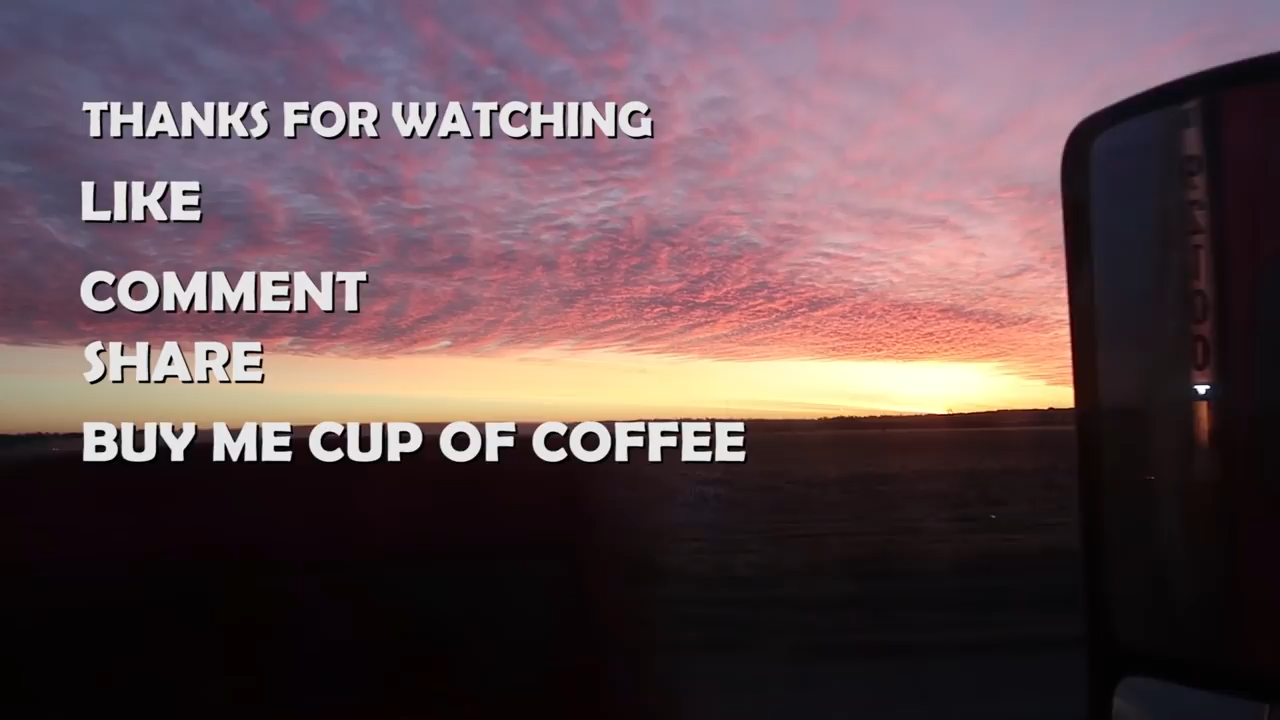 THANKS FOR WATCHING
LIKE
COMMENT
SHARE
BUY ME CUP OF COFFEE